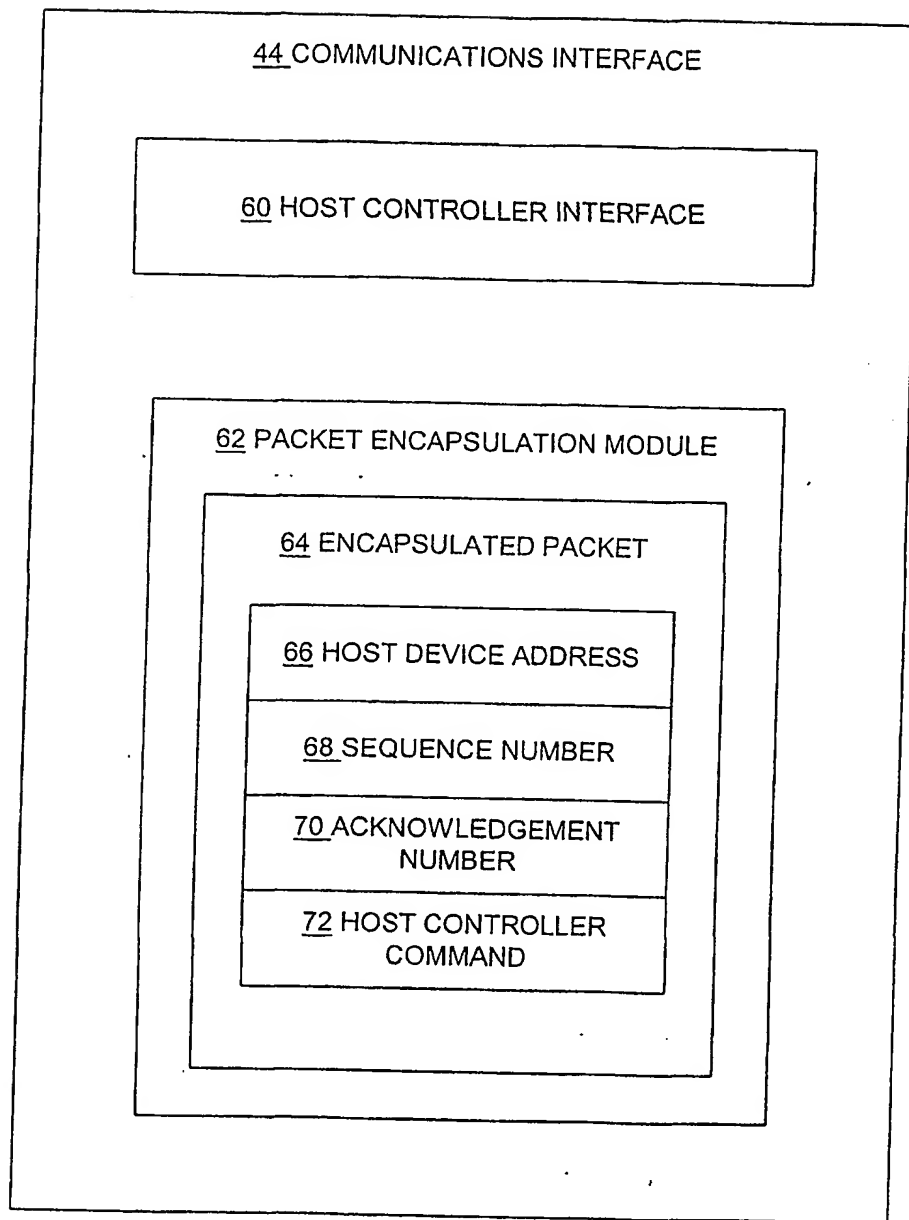 44 COMMUNICATIONS INTERFACE
60 HOST CONTROLLER INTERFACE
62 PACKET ENCAPSULATION MODULE
64 ENCAPSULATED PACKET
66 HOST DEVICE ADDRESS
68 SEQUENCE NUMBER
70 ACKNOWLEDGEMENT
NUMBER
72 HOST CONTROLLER
COMMAND